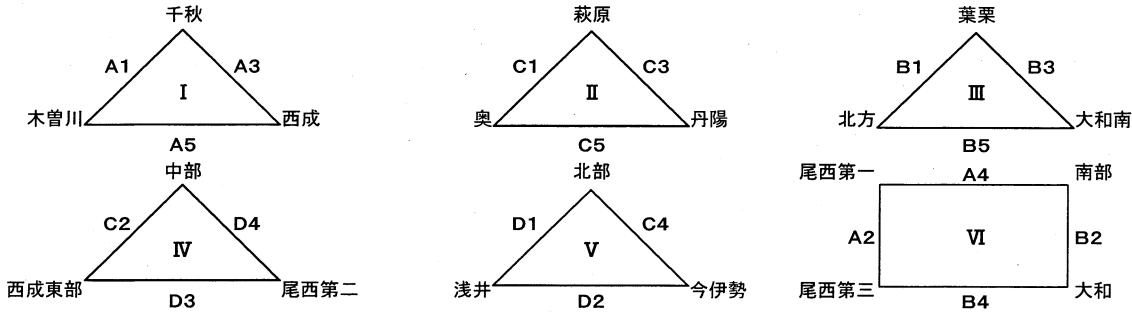 千秋 萩原 葉栗
A1 A3 C1 C3 B1 B3
Ⅰ Ⅱ Ⅲ
木曽川 西成 奥 丹陽 北方 大和南
A5 C5 B5
中部 北部 尾西第一 A4 南部
C2 D4 D1 C4 A2 B2
Ⅳ Ⅴ Ⅵ
西成東部 尾西第二 浅井 今伊勢 尾西第三 大和
D3 D2 B4